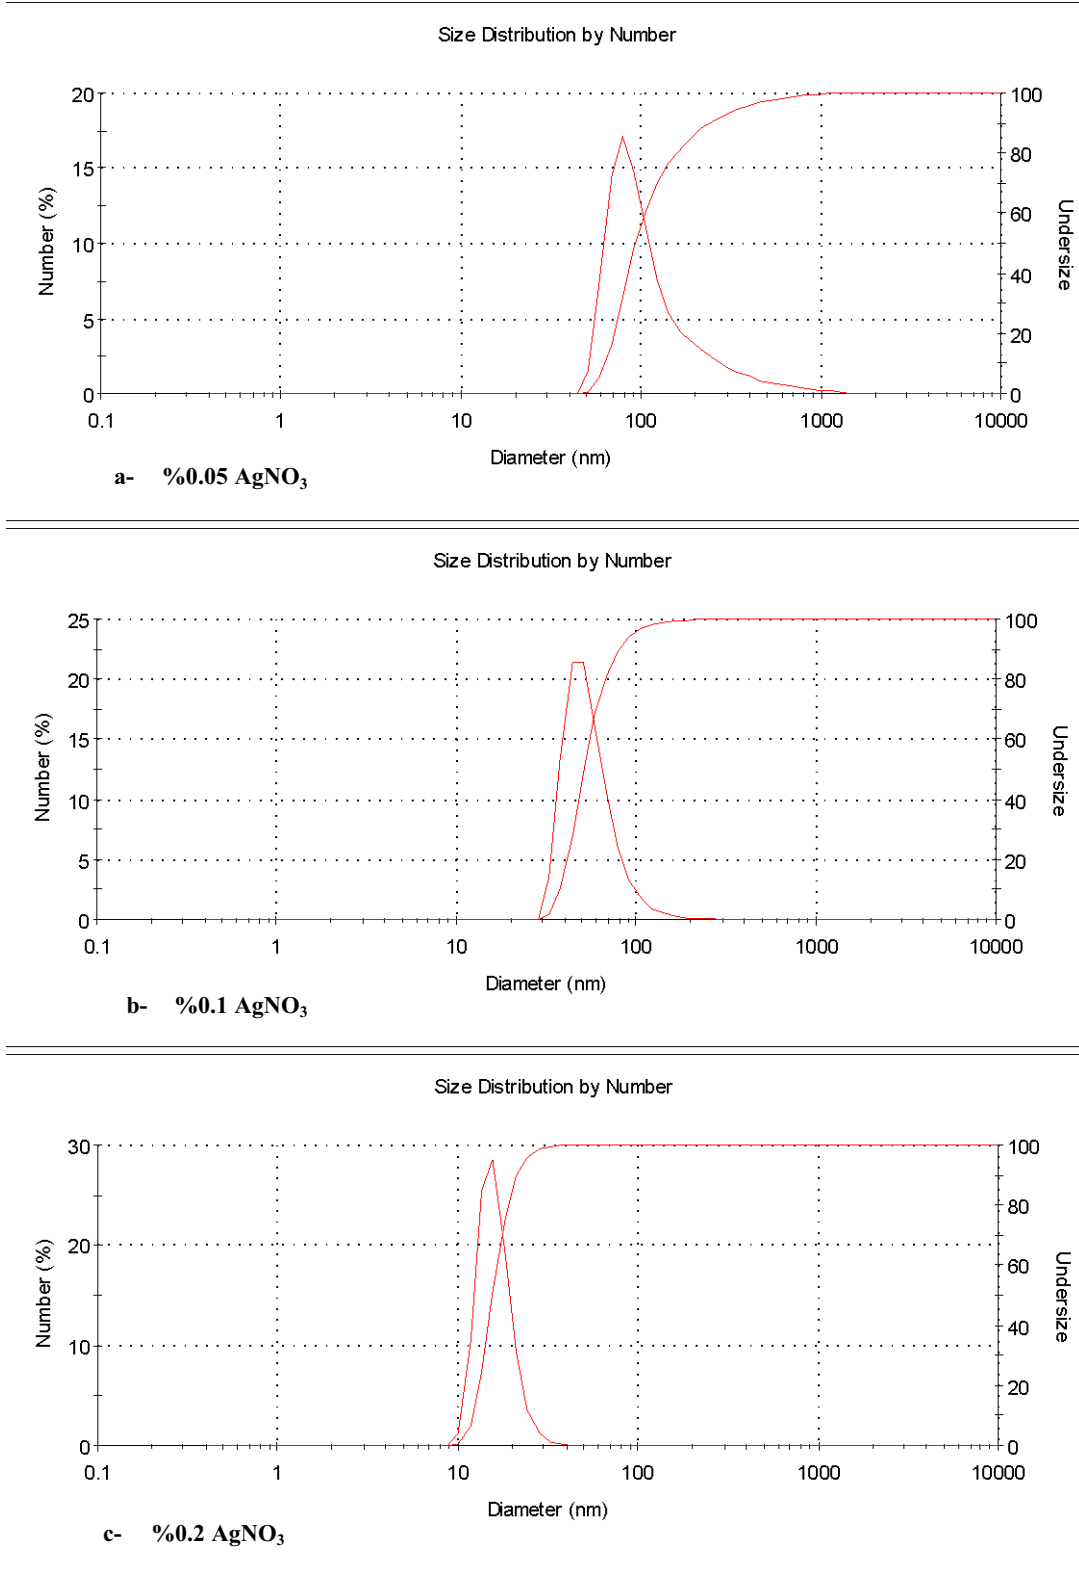 Size Distribution by Number
20
15
10
5
0
Number (%)
100
80
60
40
20
0
Undersize
0.1 1 10 100 1000 10000
Diameter (nm)
a- %0.05 AgNO₃
Size Distribution by Number
25
20
15
10
5
0
Number (%)
100
80
60
40
20
0
Undersize
0.1 1 10 100 1000 10000
Diameter (nm)
b- %0.1 AgNO₃
Size Distribution by Number
30
20
10
0
Number (%)
100
80
60
40
20
0
Undersize
0.1 1 10 100 1000 10000
Diameter (nm)
c- %0.2 AgNO₃